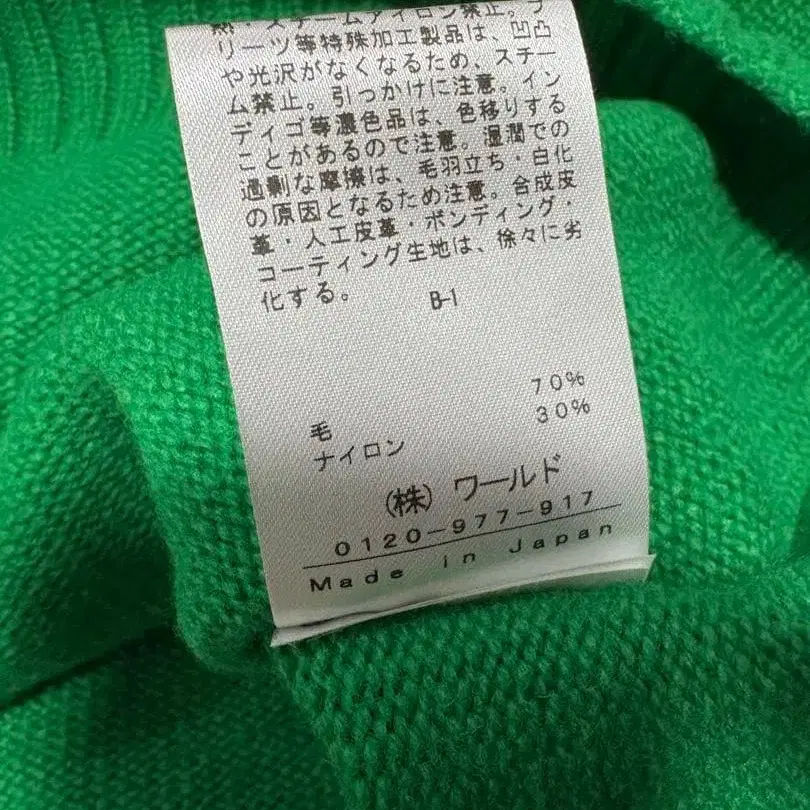 熱・スチームアイロン禁止。プ
リーツ等特殊加工製品は、凹凸
や光沢がなくなるため、スチー
ム禁止。引っかけに注意。イン
ディゴ等濃色品は、色移りする
ことがあるので注意。湿潤での
過剰な摩擦は、毛羽立ち・白化
の原因となるため注意。合成皮
革・人工皮革・ボンディング・
コーティング生地は、徐々に劣
化する。
B-1
毛 70%
ナイロン 30%
(株)ワールド
0120-977-917
Made in Japan